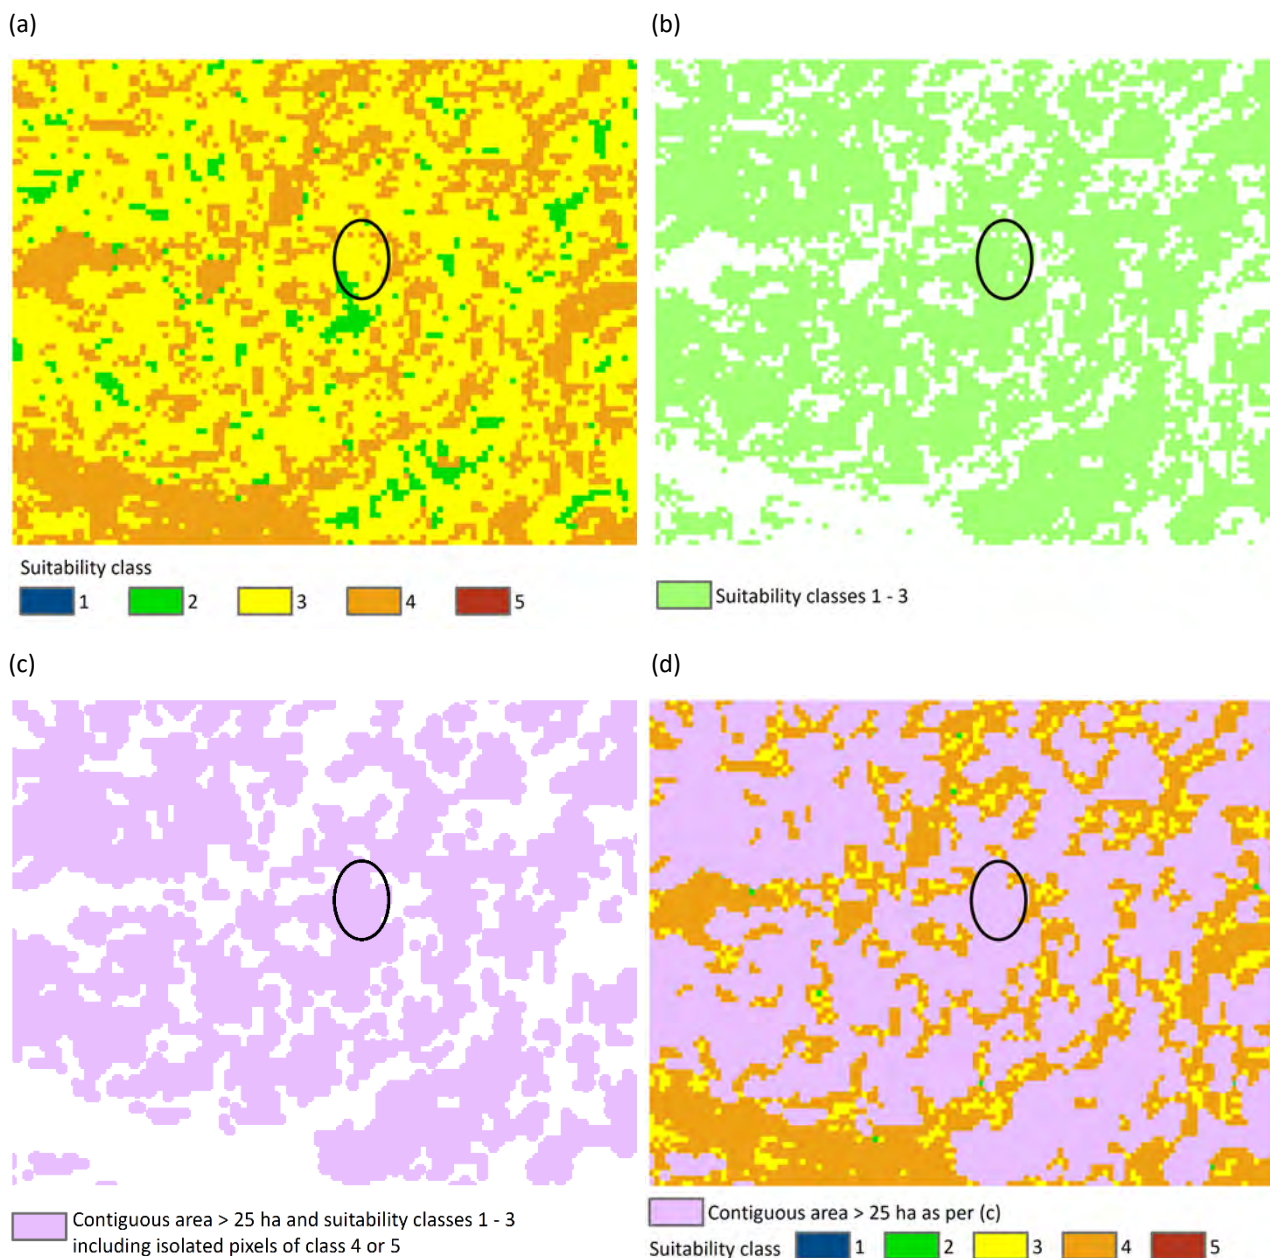 (a)
(b)
Suitability class
1 2 3 4 5
Suitability classes 1 - 3
(c)
(d)
Contiguous area > 25 ha and suitability classes 1 - 3
including isolated pixels of class 4 or 5
Contiguous area > 25 ha as per (c)
Suitability class 1 2 3 4 5